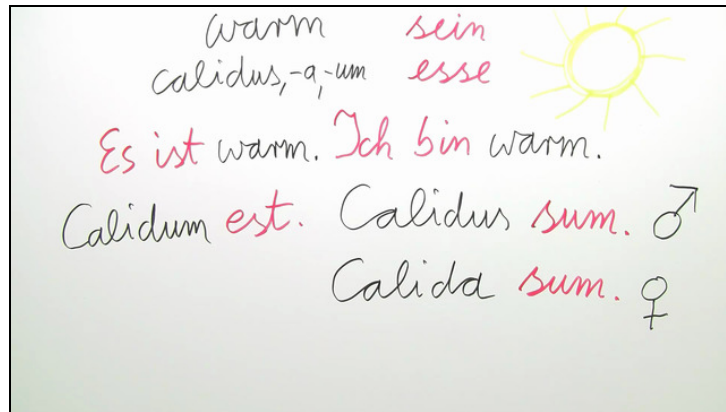 warm sein
calidus,-a,-um esse
Es ist warm. Ich bin warm.
Calidum est. Calidus sum. ♂
Calida sum. ♀